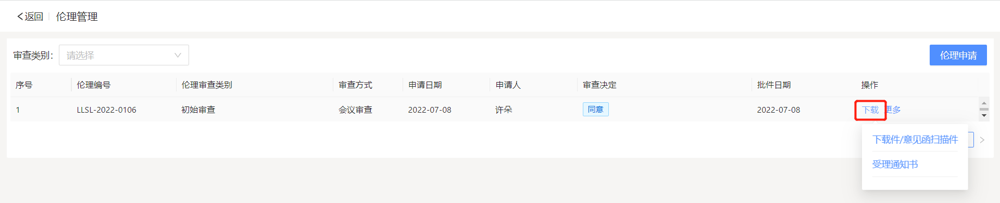 返回 伦理管理
审查类别： 请选择 伦理申请
序号 伦理编号 伦理审查类别 审查方式 申请日期 申请人 审查决定 批件日期 操作
1 LLSL-2022-0106 初始审查 会议审查 2022-07-08 许朵 同意 2022-07-08 下载 更多
下载件/意见函扫描件
受理通知书